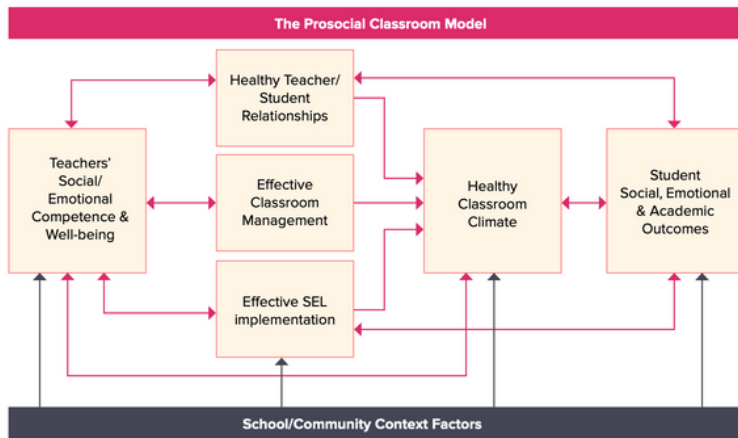 The Prosocial Classroom Model
Healthy Teacher/
Student
Relationships
Teachers'
Social/
Emotional
Competence &
Well-being
Effective
Classroom
Management
Healthy
Classroom
Climate
Student
Social, Emotional
& Academic
Outcomes
Effective SEL
implementation
School/Community Context Factors